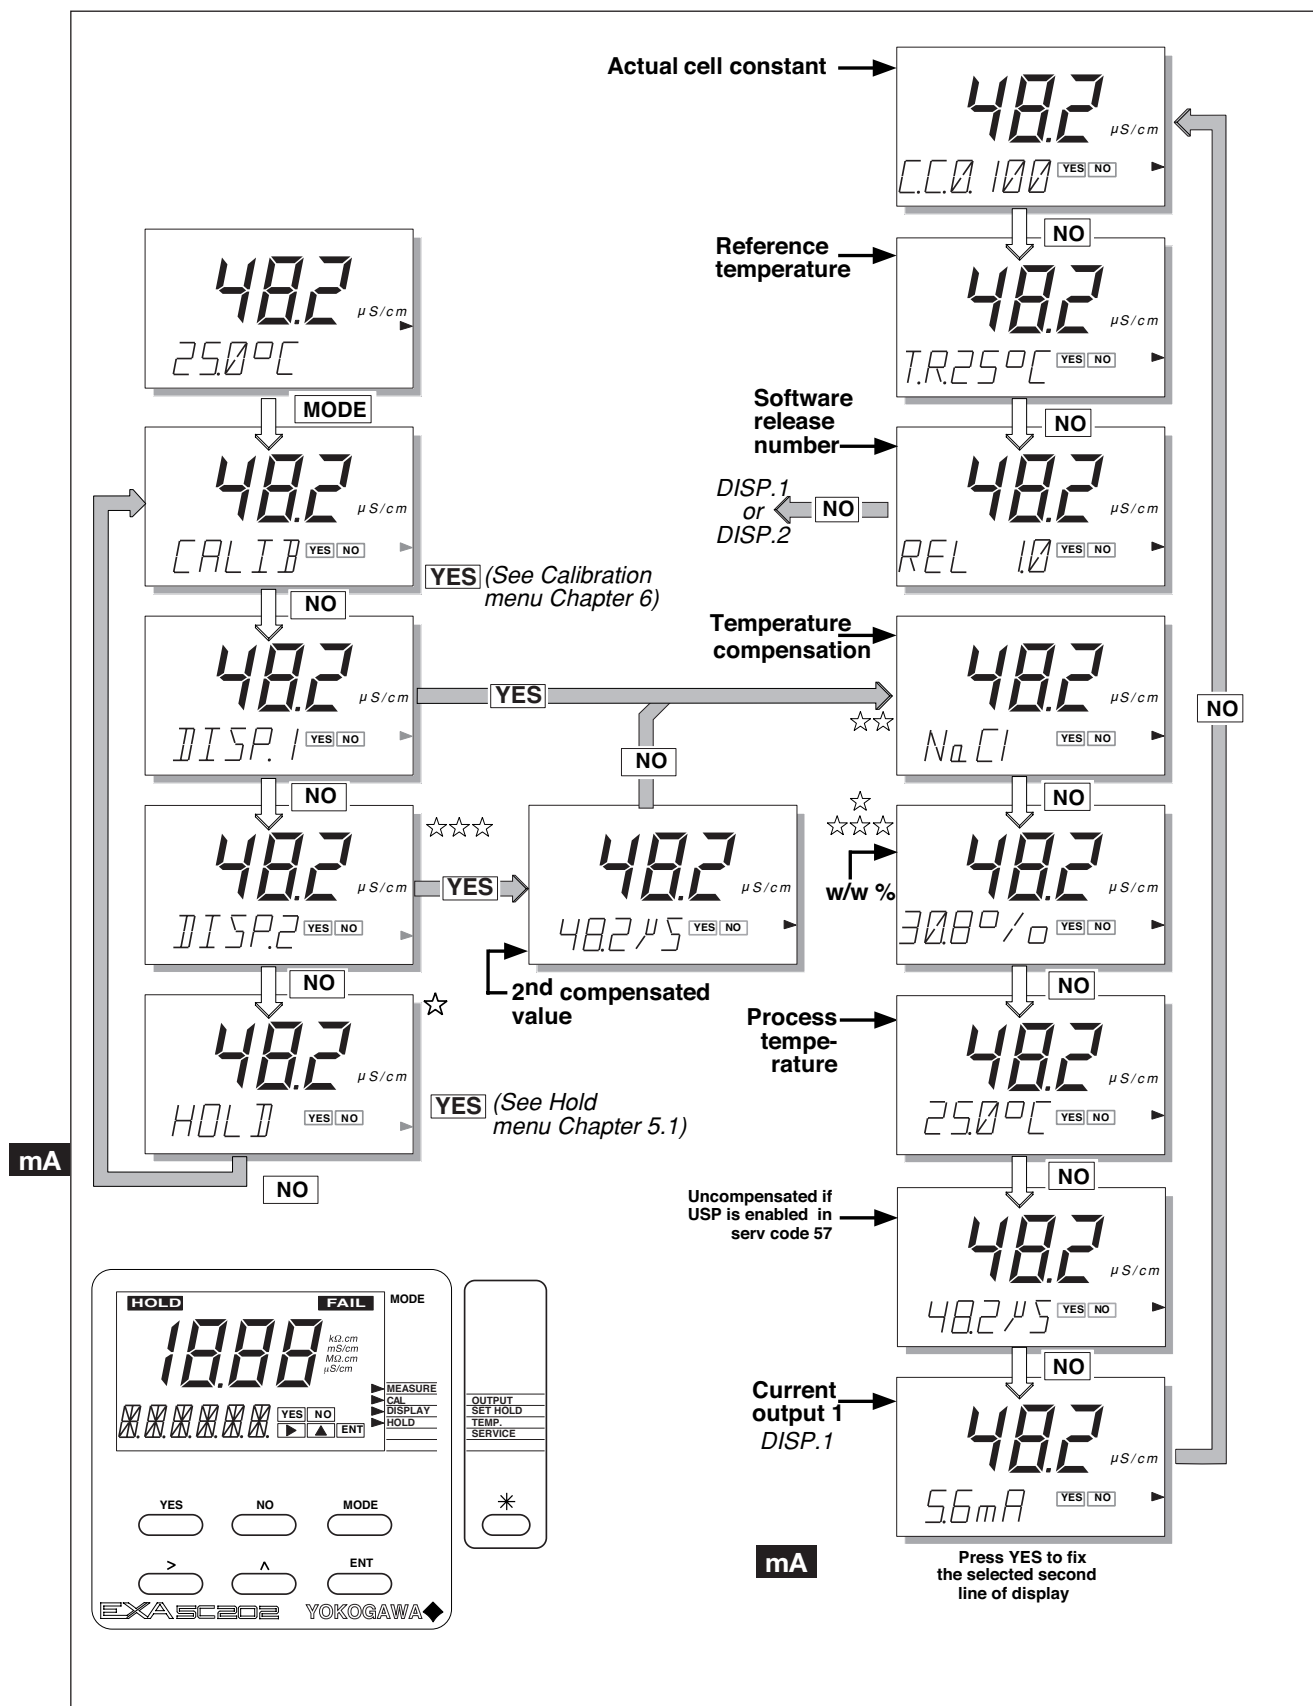 Actual cell constant
48.2
µS/cm
C.C.0.100 YES NO
NO
Reference
temperature
48.2
µS/cm
T.R.25°C YES NO
NO
Software
release
number
48.2
µS/cm
REL 1.0 YES NO
NO
DISP.1
or
DISP.2
48.2
µS/cm
25.0°C
MODE
48.2
µS/cm
CALIB YES NO
YES (See Calibration
menu Chapter 6)
NO
48.2
µS/cm
DISP.1 YES NO
YES
NO
48.2
µS/cm
DISP.2 YES NO
☆☆☆
YES
NO
48.2
µS/cm
HOLD YES NO
☆
YES (See Hold
menu Chapter 5.1)
NO
mA
48.2
µS/cm
48.2µS YES NO
2nd compensated
value
NO
Temperature
compensation
☆☆
48.2
µS/cm
NaCl YES NO
NO
☆
☆☆☆
w/w %
48.2
µS/cm
30.8% YES NO
NO
Process
tempe-
rature
48.2
µS/cm
25.0°C YES NO
NO
Uncompensated if
USP is enabled in
serv code 57
48.2
µS/cm
48.2µS YES NO
NO
Current
output 1
DISP.1
48.2
µS/cm
5.6mA YES NO
NO
mA
Press YES to fix
the selected second
line of display
HOLD FAIL MODE
18.88
kΩ.cm
mS/cm
MΩ.cm
µS/cm
MEASURE
CAL
DISPLAY
HOLD
YES NO
ENT
OUTPUT
SET HOLD
TEMP.
SERVICE
YES NO MODE
> ^ ENT
EXA SC202 YOKOGAWA